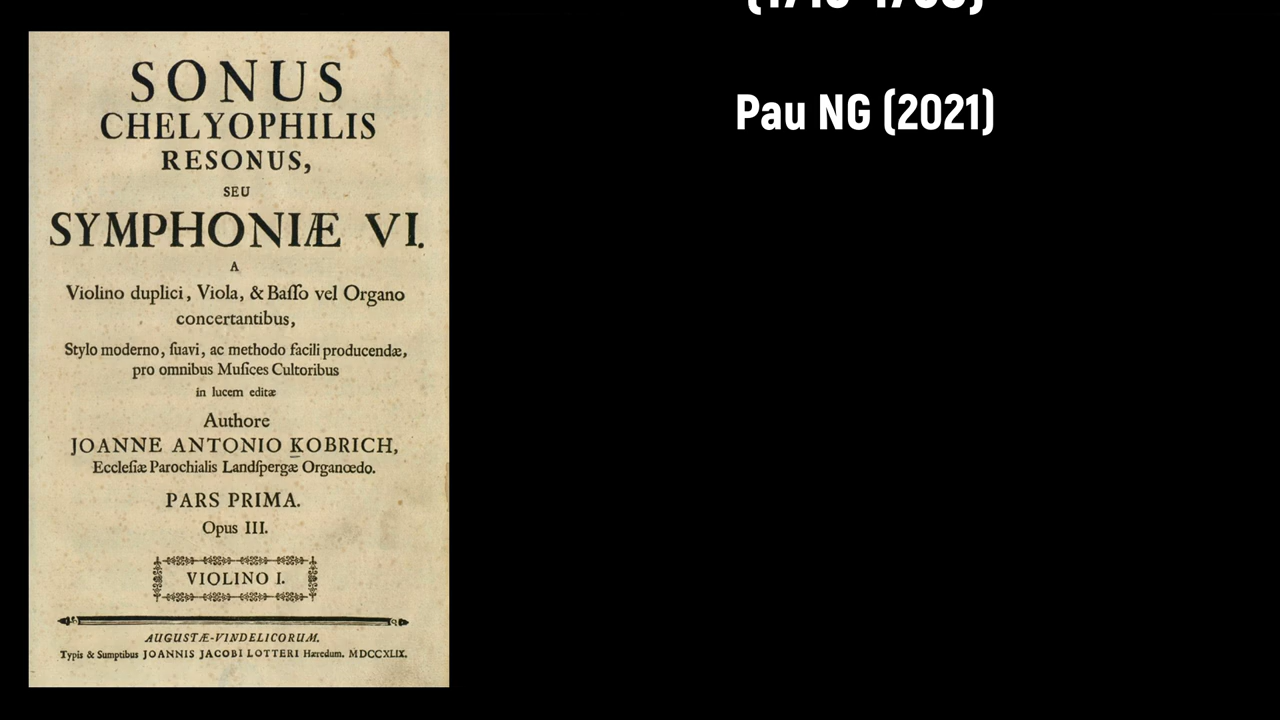 SONUS
CHELYOPHILIS
RESONUS,
SEU
SYMPHONIÆ VI.
A
Violino duplici, Viola, & Baſſo vel Organo
concertantibus,
Stylo moderno, ſuavi, ac methodo facili producendæ,
pro omnibus Muſices Cultoribus
in lucem editæ
Authore
JOANNE ANTONIO KOBRICH,
Eccleſiæ Parochialis Landſpergæ Organœdo.
PARS PRIMA.
Opus III.
VIOLINO I.
AUGUSTÆ-VINDELICORUM.
Typis & Sumptibus JOANNIS JACOBI LOTTERI Hæredum. MDCCXLIX.
Pau NG (2021)